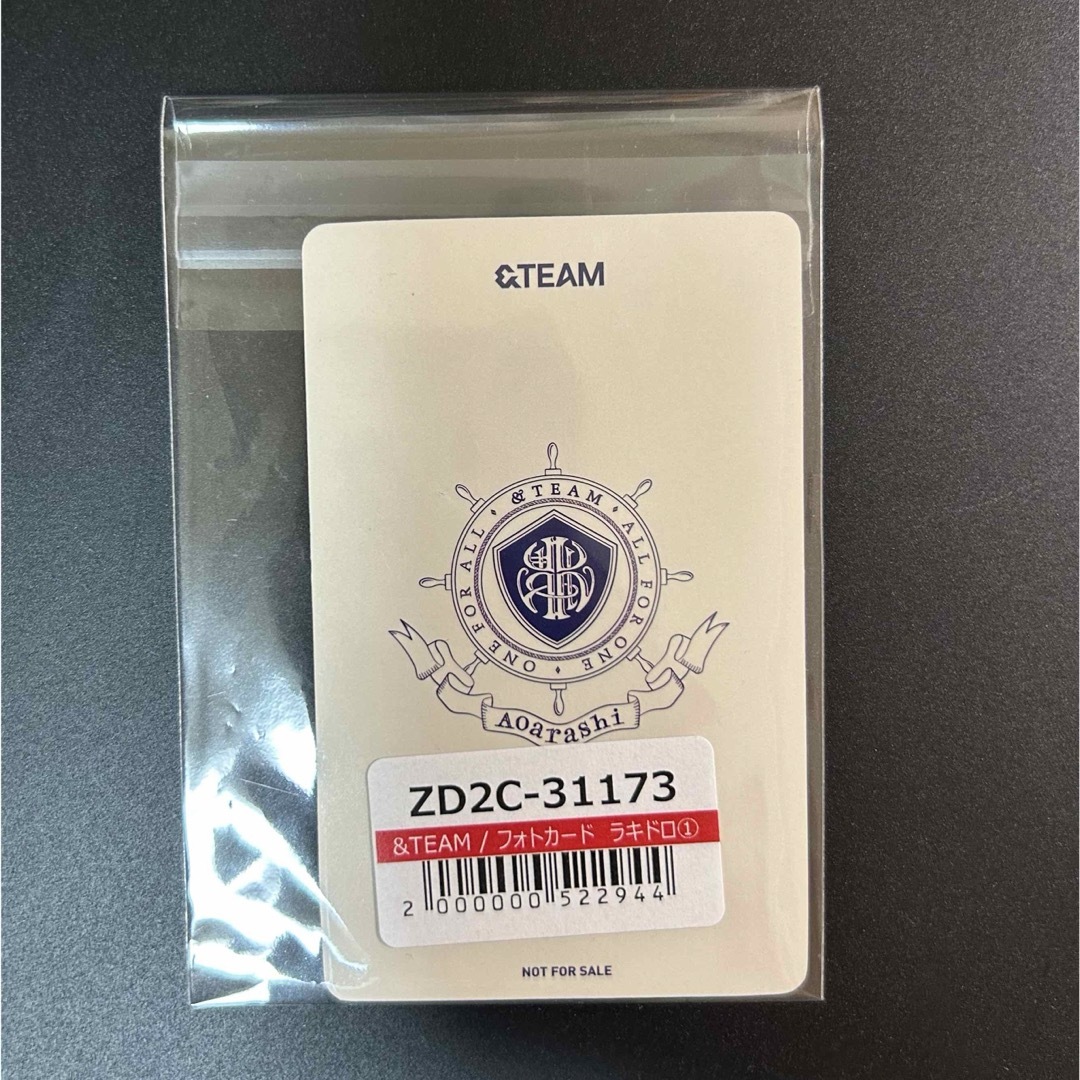 &TEAM
&TEAM ALL FOR ONE ONE FOR ALL
Aoarashi
ZD2C-31173
&TEAM / フォトカード ラキドロ①
2 000000 522944
NOT FOR SALE